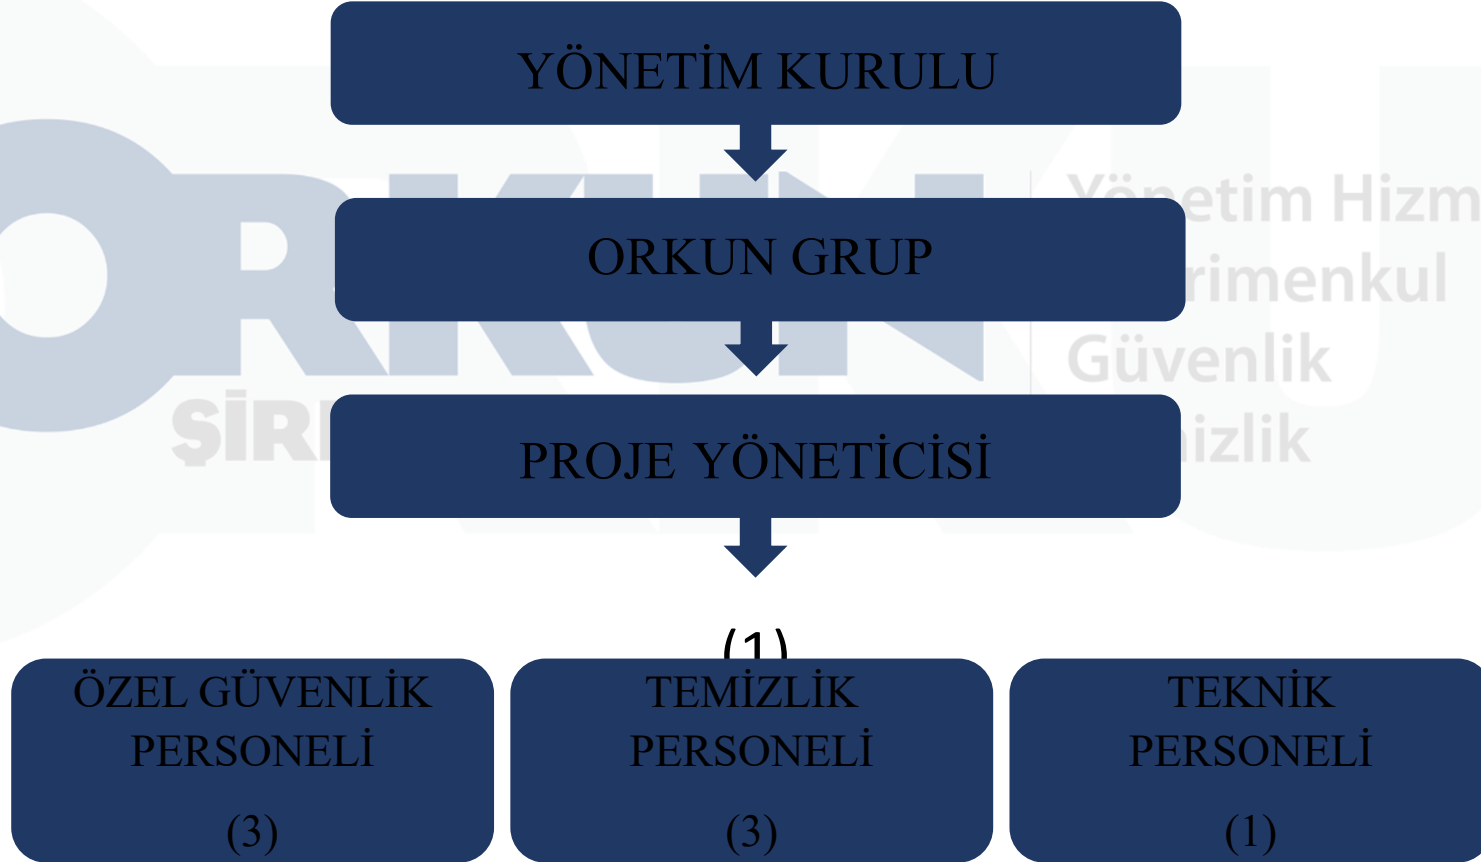 YÖNETİM KURULU
ORKUN GRUP
PROJE YÖNETİCİSİ
(1)
ÖZEL GÜVENLİK
PERSONELİ
(3)
TEMİZLİK
PERSONELİ
(3)
TEKNİK
PERSONELİ
(1)
ORKUN
Güvenlik